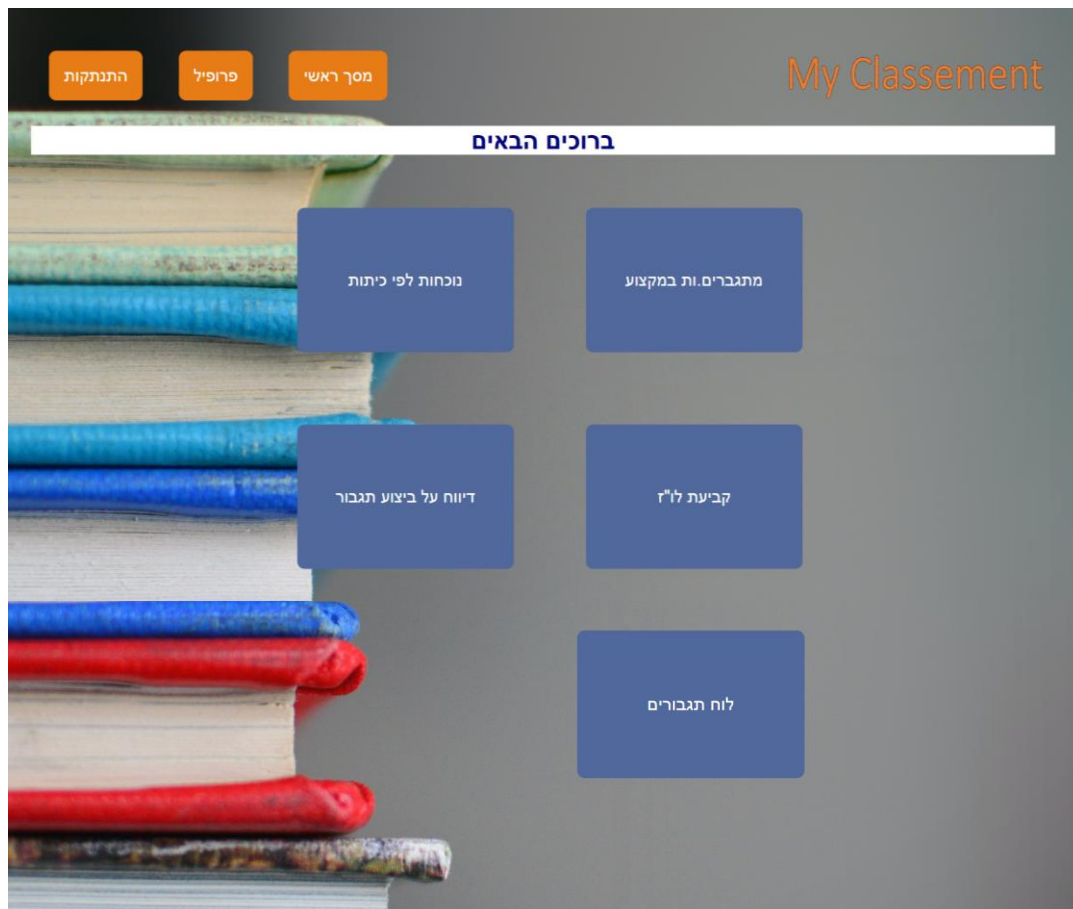 My Classement
מסך ראשי
פרופיל
התנתקות
ברוכים הבאים
מתגברים.ות במקצוע
נוכחות לפי כיתות
קביעת לו"ז
דיווח על ביצוע תגבור
לוח תגבורים